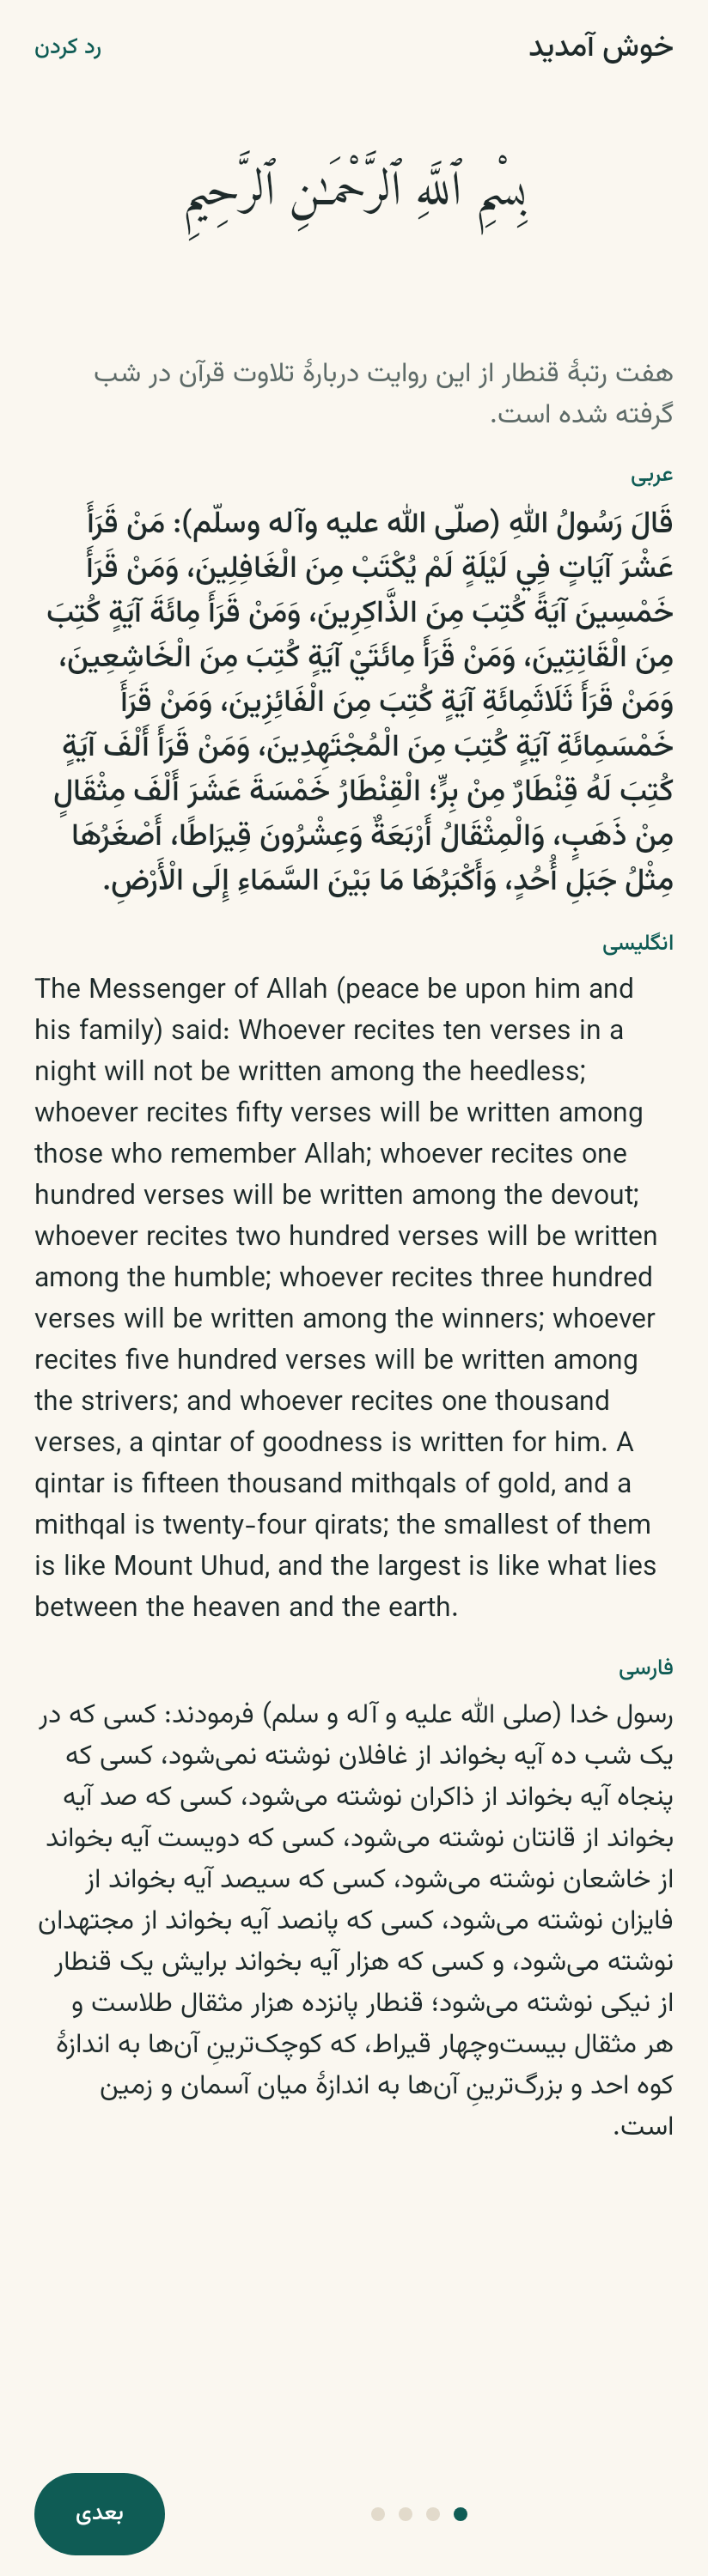 خوش آمدید
رد کردن
بِسْمِ ٱللَّهِ ٱلرَّحْمَـٰنِ ٱلرَّحِيمِ
هفت رتبهٔ قنطار از این روایت دربارهٔ تلاوت قرآن در شب
گرفته شده است.
عربی
قَالَ رَسُولُ اللهِ (صلّى الله عليه وآله وسلّم): مَنْ قَرَأَ
عَشْرَ آيَاتٍ فِي لَيْلَةٍ لَمْ يُكْتَبْ مِنَ الْغَافِلِينَ، وَمَنْ قَرَأَ
خَمْسِينَ آيَةً كُتِبَ مِنَ الذَّاكِرِينَ، وَمَنْ قَرَأَ مِائَةَ آيَةٍ كُتِبَ
مِنَ الْقَانِتِينَ، وَمَنْ قَرَأَ مِائَتَيْ آيَةٍ كُتِبَ مِنَ الْخَاشِعِينَ،
وَمَنْ قَرَأَ ثَلَاثَمِائَةِ آيَةٍ كُتِبَ مِنَ الْفَائِزِينَ، وَمَنْ قَرَأَ
خَمْسَمِائَةِ آيَةٍ كُتِبَ مِنَ الْمُجْتَهِدِينَ، وَمَنْ قَرَأَ أَلْفَ آيَةٍ
كُتِبَ لَهُ قِنْطَارٌ مِنْ بِرٍّ؛ الْقِنْطَارُ خَمْسَةَ عَشَرَ أَلْفَ مِثْقَالٍ
مِنْ ذَهَبٍ، وَالْمِثْقَالُ أَرْبَعَةٌ وَعِشْرُونَ قِيرَاطًا، أَصْغَرُهَا
مِثْلُ جَبَلِ أُحُدٍ، وَأَكْبَرُهَا مَا بَيْنَ السَّمَاءِ إِلَى الْأَرْضِ.
انگلیسی
The Messenger of Allah (peace be upon him and
his family) said: Whoever recites ten verses in a
night will not be written among the heedless;
whoever recites fifty verses will be written among
those who remember Allah; whoever recites one
hundred verses will be written among the devout;
whoever recites two hundred verses will be written
among the humble; whoever recites three hundred
verses will be written among the winners; whoever
recites five hundred verses will be written among
the strivers; and whoever recites one thousand
verses, a qintar of goodness is written for him. A
qintar is fifteen thousand mithqals of gold, and a
mithqal is twenty-four qirats; the smallest of them
is like Mount Uhud, and the largest is like what lies
between the heaven and the earth.
فارسی
رسول خدا (صلی الله علیه و آله و سلم) فرمودند: کسی که در
یک شب ده آیه بخواند از غافلان نوشته نمی‌شود، کسی که
پنجاه آیه بخواند از ذاکران نوشته می‌شود، کسی که صد آیه
بخواند از قانتان نوشته می‌شود، کسی که دویست آیه بخواند
از خاشعان نوشته می‌شود، کسی که سیصد آیه بخواند از
فایزان نوشته می‌شود، کسی که پانصد آیه بخواند از مجتهدان
نوشته می‌شود، و کسی که هزار آیه بخواند برایش یک قنطار
از نیکی نوشته می‌شود؛ قنطار پانزده هزار مثقال طلاست و
هر مثقال بیست‌وچهار قیراط، که کوچک‌ترینِ آن‌ها به اندازهٔ
کوه احد و بزرگ‌ترینِ آن‌ها به اندازهٔ میان آسمان و زمین
است.
بعدی